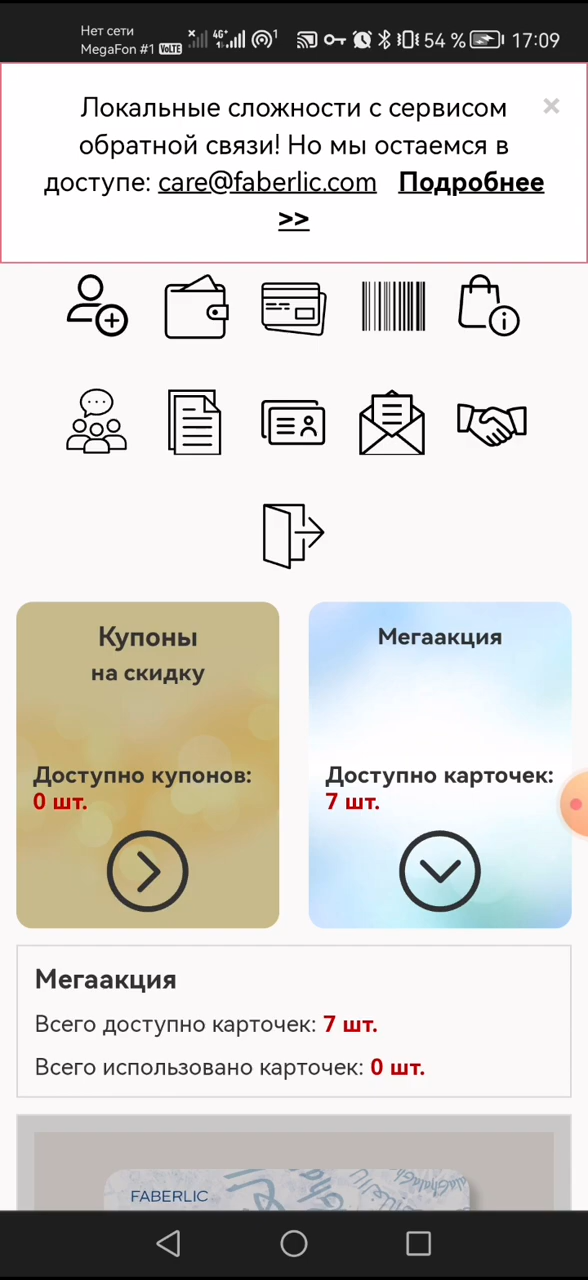 Нет сети
MegaFon #1 VoLTE
4G+ 1 54 % 17:09
Локальные сложности с сервисом
обратной связи! Но мы остаемся в
доступе: care@faberlic.com Подробнее
>>
Купоны
на скидку
Доступно купонов:
0 шт.
Мегаакция
Доступно карточек:
7 шт.
Мегаакция
Всего доступно карточек: 7 шт.
Всего использовано карточек: 0 шт.
FABERLIC